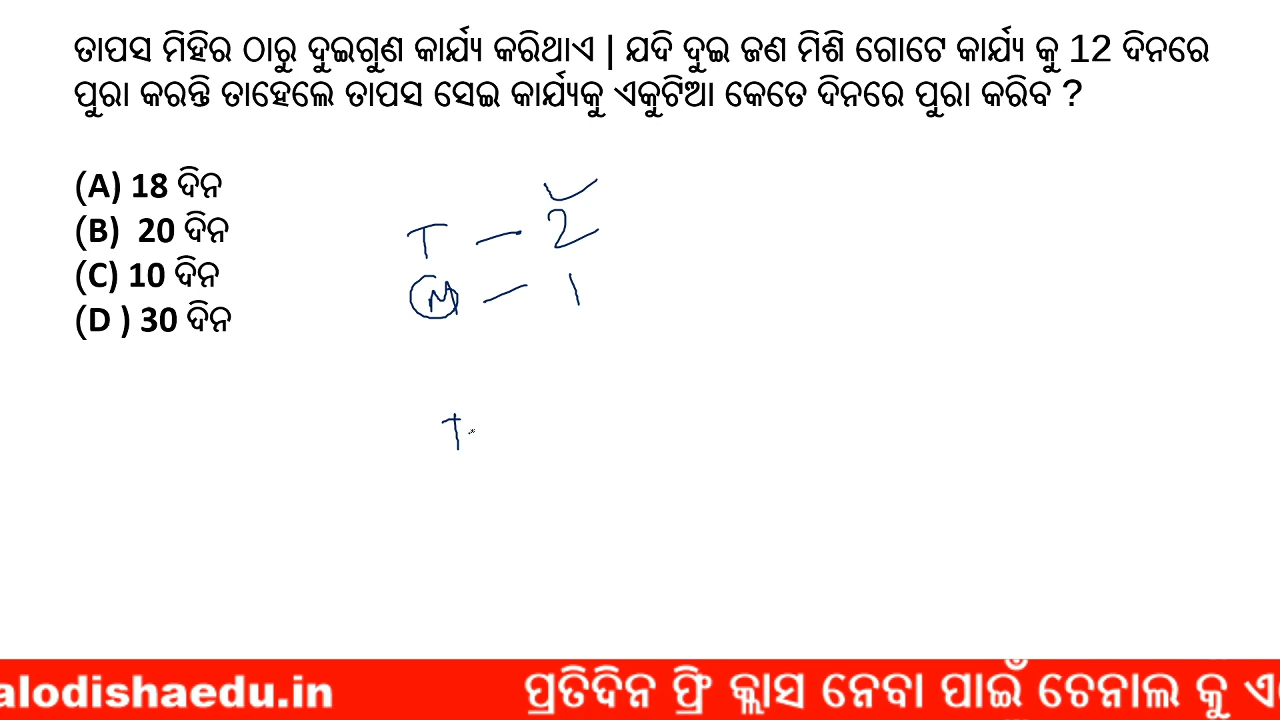 ତାପସ ମିହିର ଠାରୁ ଦୁଇଗୁଣ କାର୍ଯ୍ୟ କରିଥାଏ | ଯଦି ଦୁଇ ଜଣ ମିଶି ଗୋଟେ କାର୍ଯ୍ୟ କୁ 12 ଦିନରେ
ପୁରା କରନ୍ତି ତାହେଲେ ତାପସ ସେଇ କାର୍ଯ୍ୟକୁ ଏକୁଟିଆ କେତେ ଦିନରେ ପୁରା କରିବ ?
(A) 18 ଦିନ
(B) 20 ଦିନ
(C) 10 ଦିନ
(D ) 30 ଦିନ
T — 2
M — 1
T
alodishaedu.in ପ୍ରତିଦିନ ଫ୍ରି କ୍ଲାସ ନେବା ପାଇଁ ଚେନାଲ କୁ